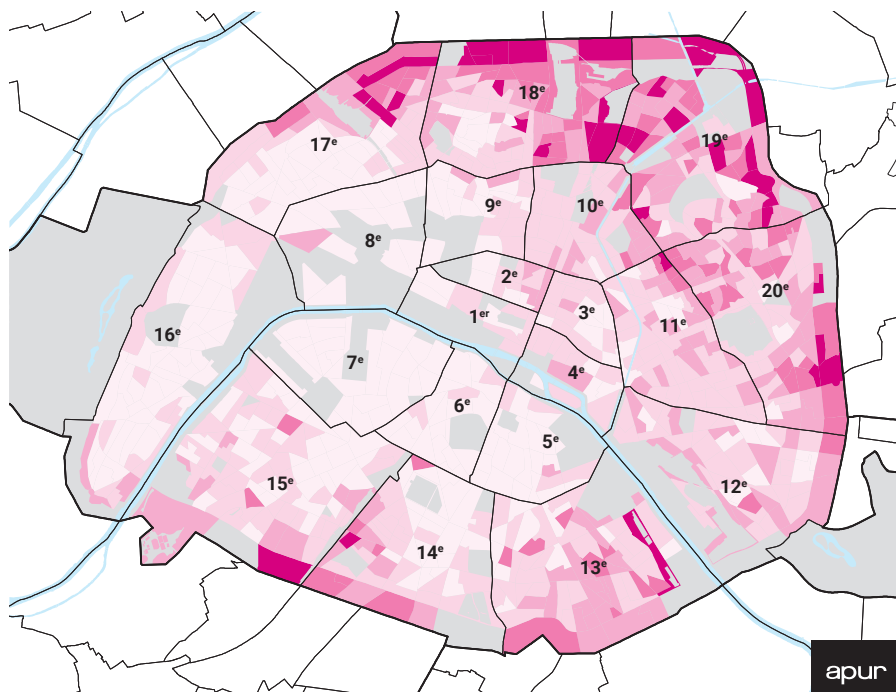 18ᵉ
17ᵉ
19ᵉ
9ᵉ
10ᵉ
8ᵉ
2ᵉ
20ᵉ
1ᵉʳ
3ᵉ
11ᵉ
16ᵉ
7ᵉ
4ᵉ
6ᵉ
5ᵉ
15ᵉ
12ᵉ
14ᵉ
13ᵉ
apur